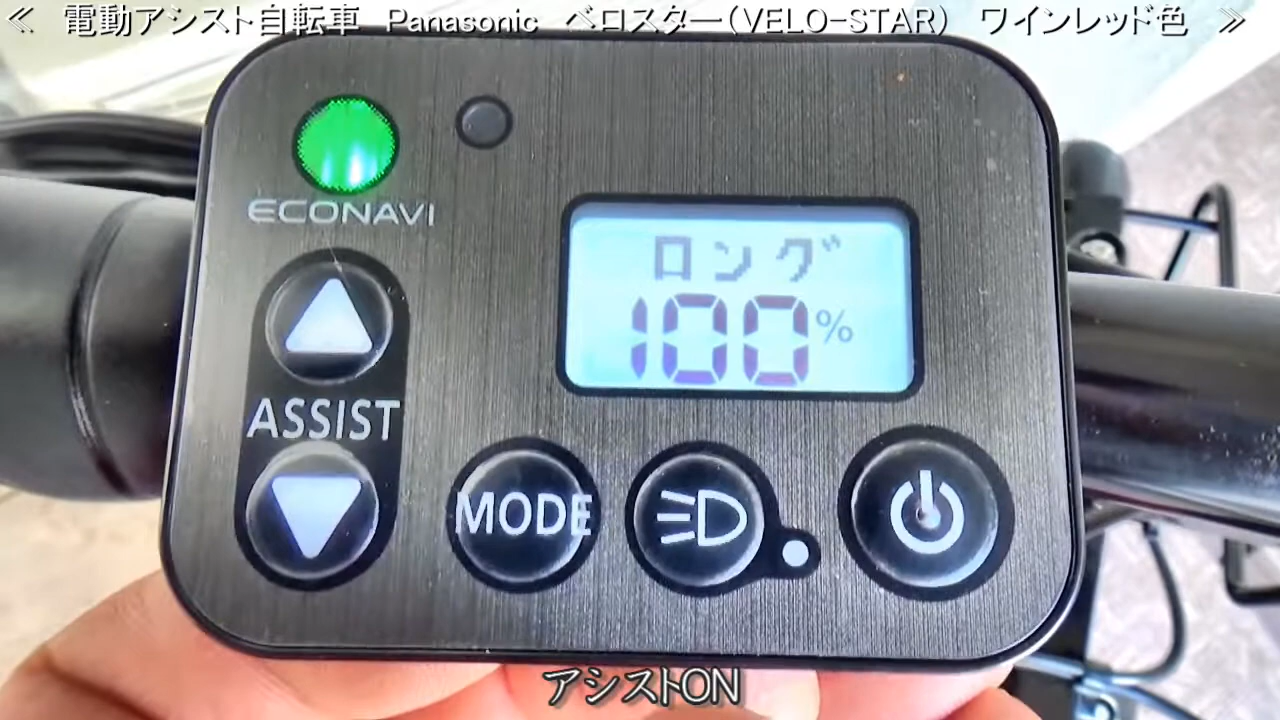 ≪ 電動アシスト自転車 Panasonic ベロスター(VELO-STAR) ワインレッド色 ≫
ECONAVI
ロング
100%
ASSIST
MODE
アシストON